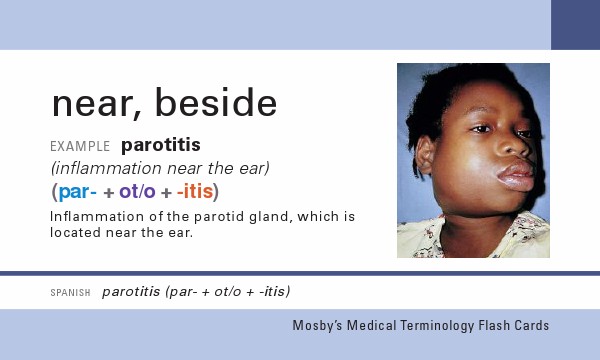 near, beside
EXAMPLE parotitis
(inflammation near the ear)
(par- + ot/o + -itis)
Inflammation of the parotid gland, which is
located near the ear.
SPANISH parotitis (par- + ot/o + -itis)
Mosby's Medical Terminology Flash Cards